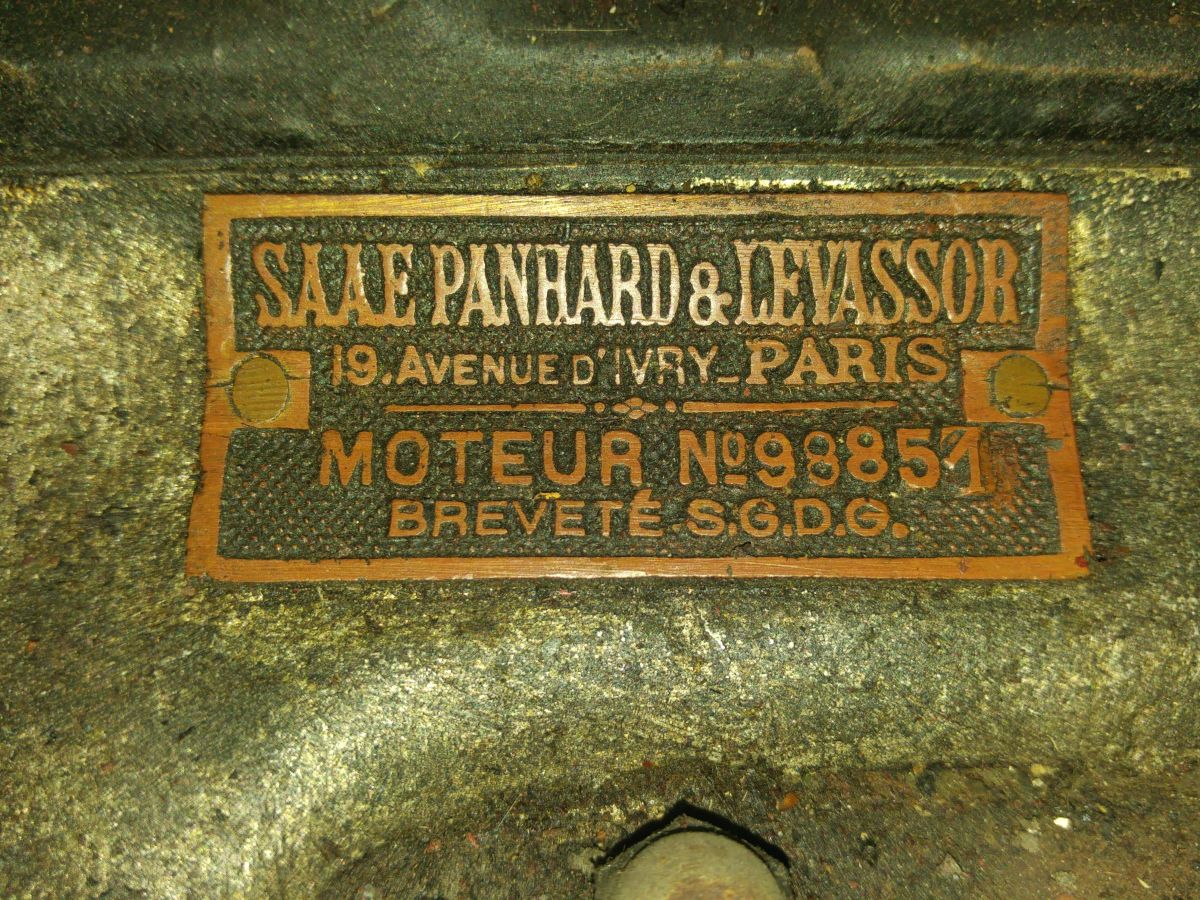 SAAE PANHARD & LEVASSOR
19. AVENUE D'IVRY_PARIS
MOTEUR Nº 98851
BREVETÉ S.G.D.G.